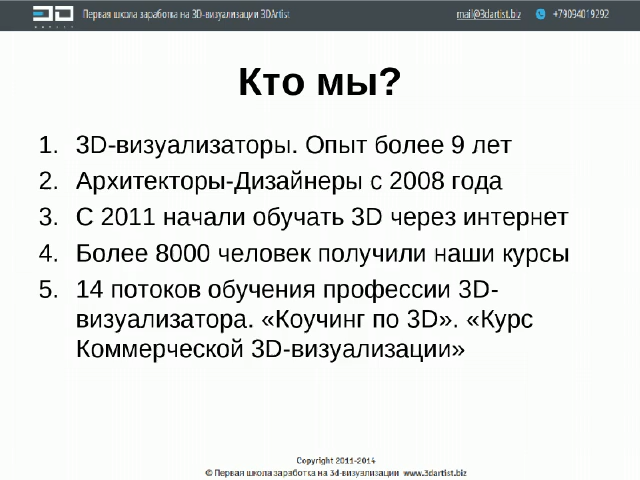 3D
Первая школа заработка на 3D-визуализации 3DArtist
mail@3dartist.biz
+79094019292
Кто мы?
1. 3D-визуализаторы. Опыт более 9 лет
2. Архитекторы-Дизайнеры с 2008 года
3. С 2011 начали обучать 3D через интернет
4. Более 8000 человек получили наши курсы
5. 14 потоков обучения профессии 3D-
визуализатора. «Коучинг по 3D». «Курс
Коммерческой 3D-визуализации»
Copyright 2011-2014
© Первая школа заработка на 3d-визуализации www.3dartist.biz